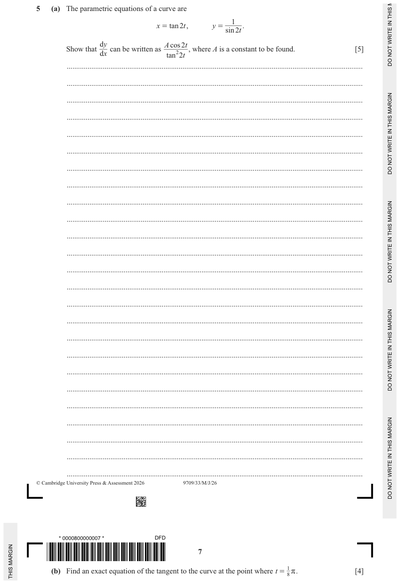 5 (a) The parametric equations of a curve are
x = tan 2t, y = 1/sin 2t.
Show that dy/dx can be written as A cos 2t/tan² 2t, where A is a constant to be found. [5]
© Cambridge University Press & Assessment 2026 9709/33/M/J/26
* 0000800000007 * DFD
7
(b) Find an exact equation of the tangent to the curve at the point where t = 1/8 π. [4]
DO NOT WRITE IN THIS M
DO NOT WRITE IN THIS MARGIN
DO NOT WRITE IN THIS MARGIN
DO NOT WRITE IN THIS MARGIN
DO NOT WRITE IN THIS MARGIN
THIS MARGIN